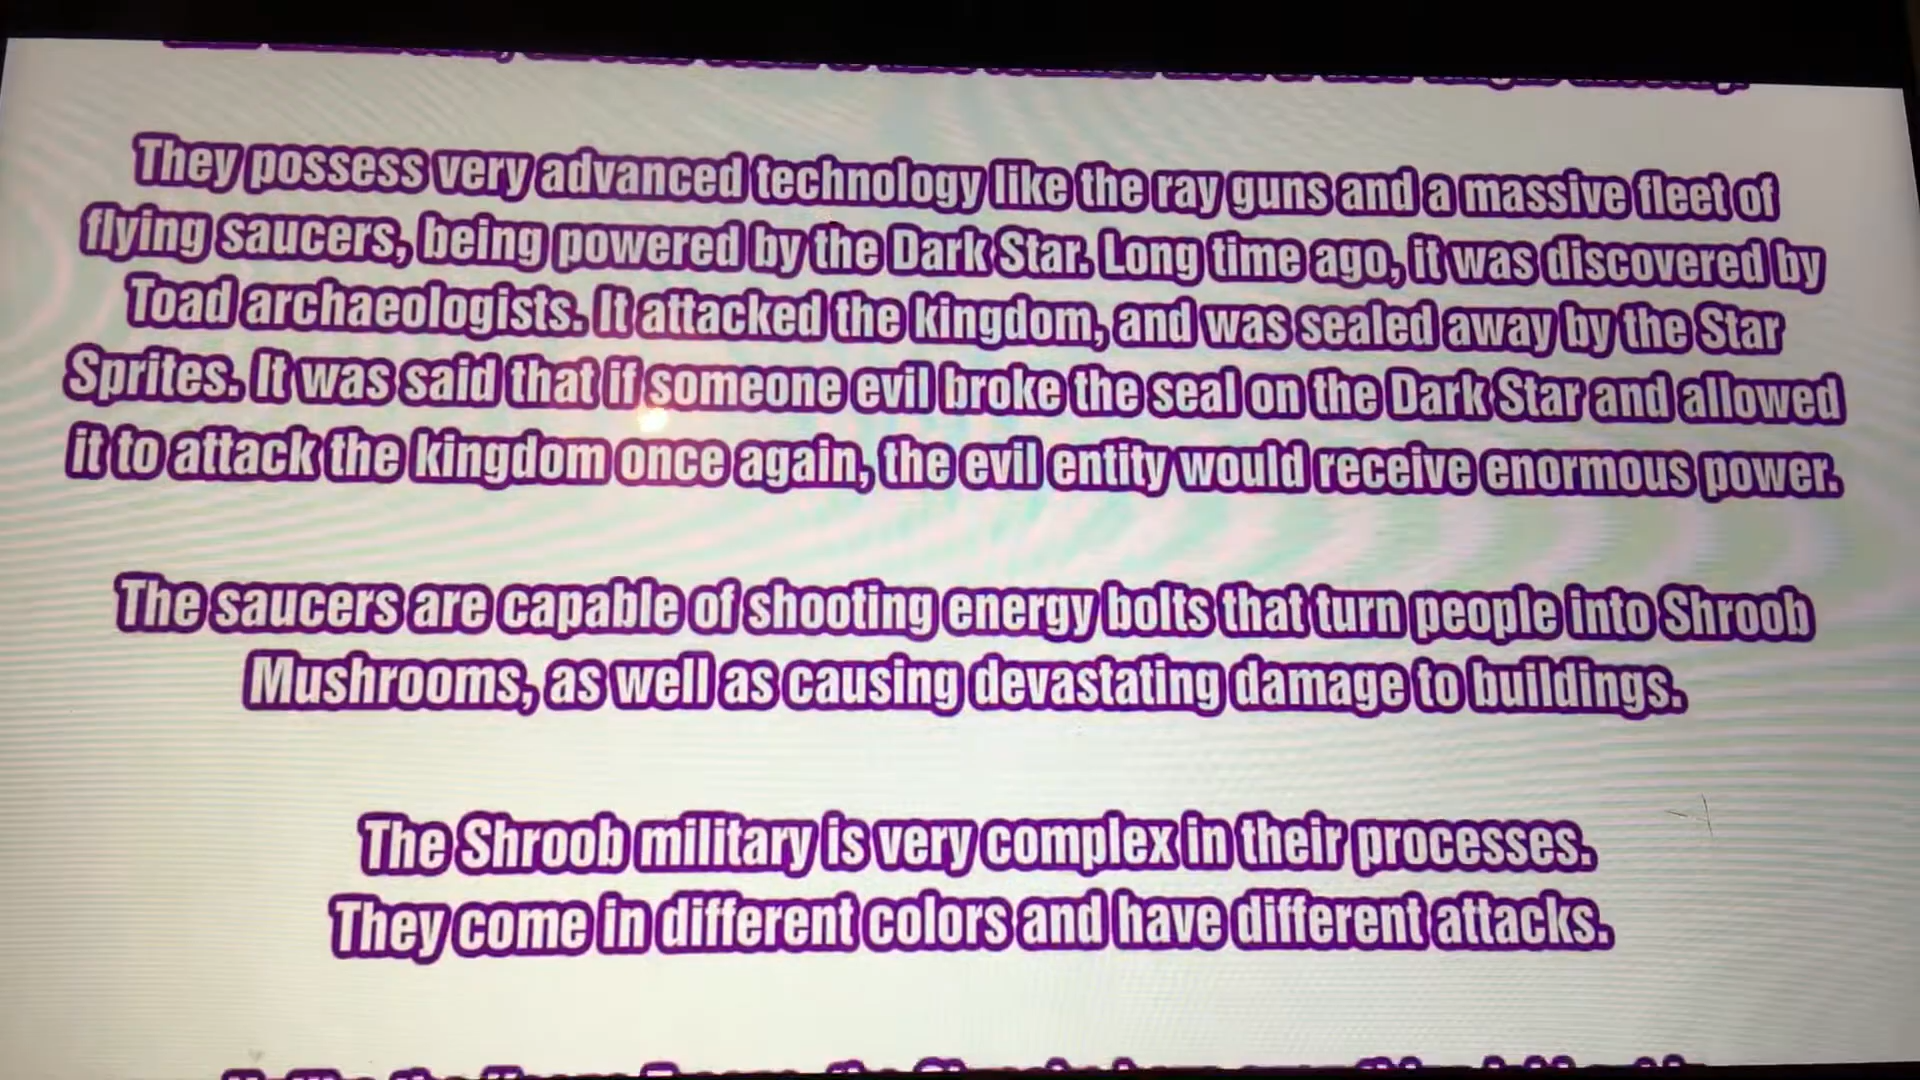 They possess very advanced technology like the ray guns and a massive fleet of
flying saucers, being powered by the Dark Star. Long time ago, it was discovered by
Toad archaeologists. It attacked the kingdom, and was sealed away by the Star
Sprites. It was said that if someone evil broke the seal on the Dark Star and allowed
it to attack the kingdom once again, the evil entity would receive enormous power.
The saucers are capable of shooting energy bolts that turn people into Shroob
Mushrooms, as well as causing devastating damage to buildings.
The Shroob military is very complex in their processes.
They come in different colors and have different attacks.